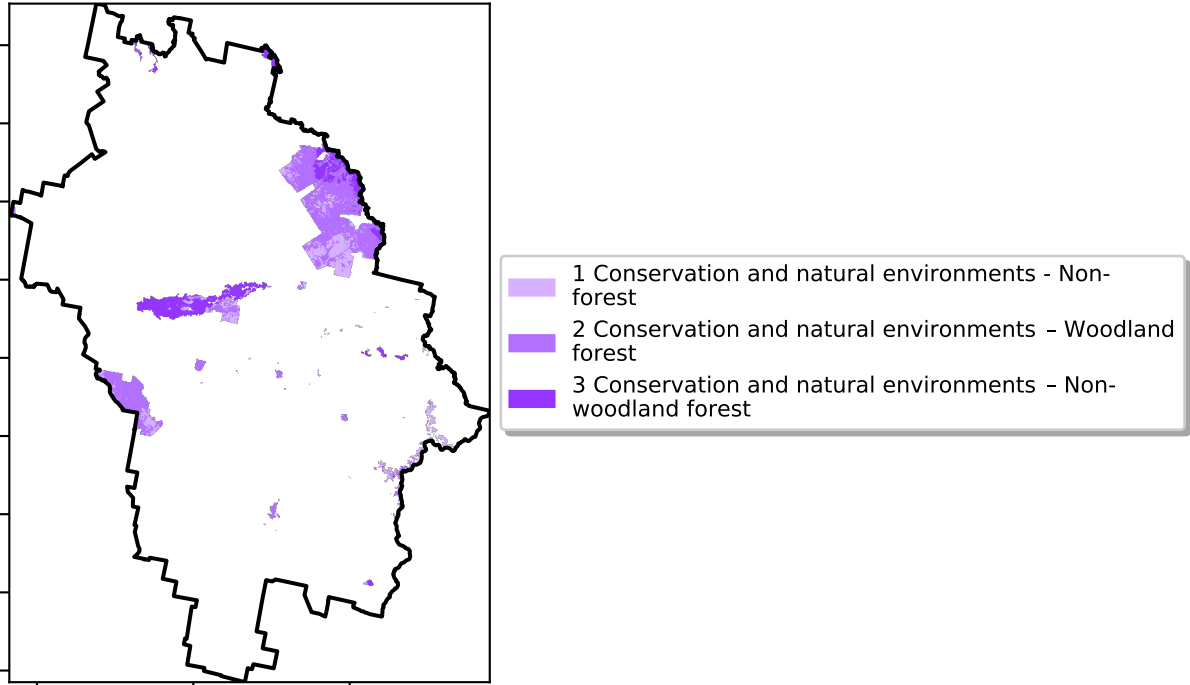 1 Conservation and natural environments - Non-
forest
2 Conservation and natural environments – Woodland
forest
3 Conservation and natural environments – Non-
woodland forest